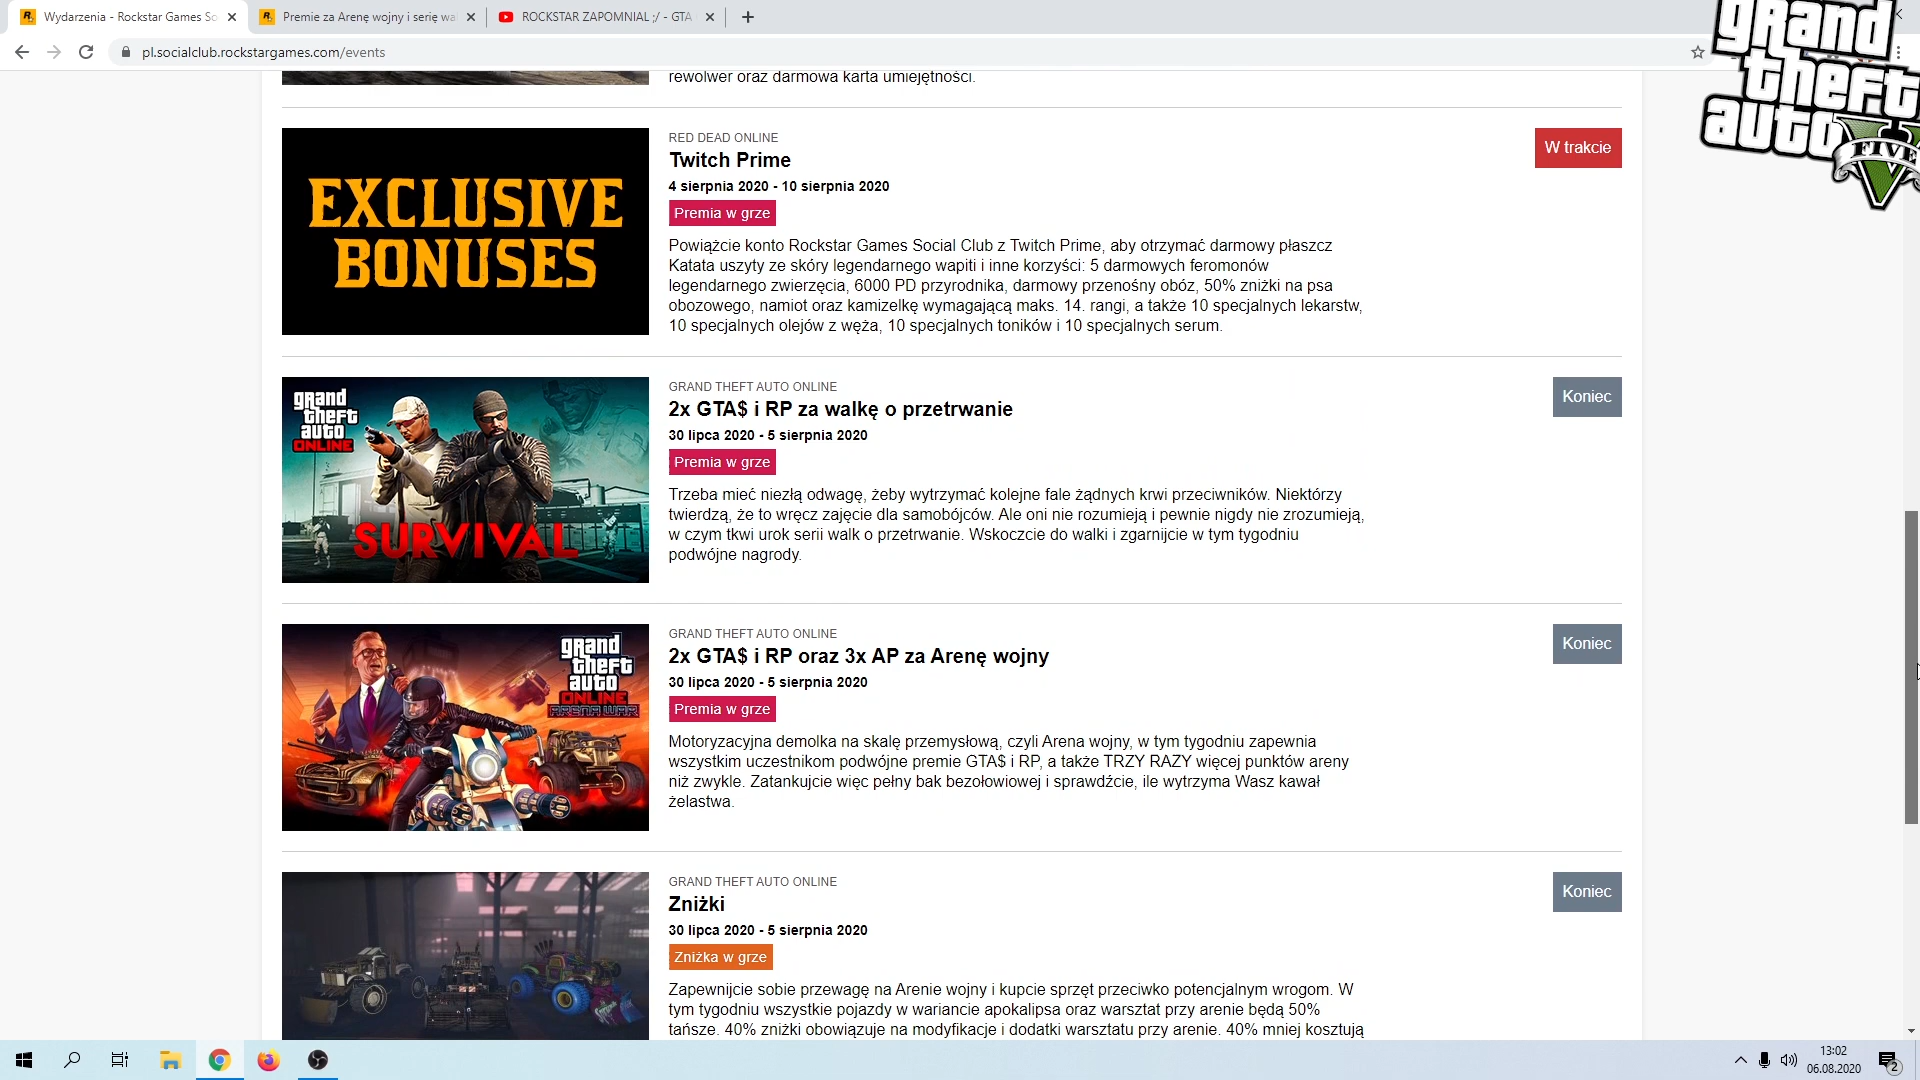 Wydarzenia - Rockstar Games So
Premie za Arenę wojny i serię wa
ROCKSTAR ZAPOMNIAL ;/ - GTA
pl.socialclub.rockstargames.com/events
grand
theft
auto
V
FIVE
rewolwer oraz darmowa karta umiejętności.
EXCLUSIVE
BONUSES
RED DEAD ONLINE
Twitch Prime
W trakcie
4 sierpnia 2020 - 10 sierpnia 2020
Premia w grze
Powiążcie konto Rockstar Games Social Club z Twitch Prime, aby otrzymać darmowy płaszcz
Katata uszyty ze skóry legendarnego wapiti i inne korzyści: 5 darmowych feromonów
legendarnego zwierzęcia, 6000 PD przyrodnika, darmowy przenośny obóz, 50% zniżki na psa
obozowego, namiot oraz kamizelkę wymagającą maks. 14. rangi, a także 10 specjalnych lekarstw,
10 specjalnych olejów z węża, 10 specjalnych toników i 10 specjalnych serum.
grand
theft
auto
ONLINE
SURVIVAL
GRAND THEFT AUTO ONLINE
2x GTA$ i RP za walkę o przetrwanie
Koniec
30 lipca 2020 - 5 sierpnia 2020
Premia w grze
Trzeba mieć niezłą odwagę, żeby wytrzymać kolejne fale żądnych krwi przeciwników. Niektórzy
twierdzą, że to wręcz zajęcie dla samobójców. Ale oni nie rozumieją i pewnie nigdy nie zrozumieją,
w czym tkwi urok serii walk o przetrwanie. Wskoczcie do walki i zgarnijcie w tym tygodniu
podwójne nagrody.
grand
theft
auto
ONLINE
ARENA WAR
GRAND THEFT AUTO ONLINE
2x GTA$ i RP oraz 3x AP za Arenę wojny
Koniec
30 lipca 2020 - 5 sierpnia 2020
Premia w grze
Motoryzacyjna demolka na skalę przemysłową, czyli Arena wojny, w tym tygodniu zapewnia
wszystkim uczestnikom podwójne premie GTA$ i RP, a także TRZY RAZY więcej punktów areny
niż zwykle. Zatankujcie więc pełny bak bezołowiowej i sprawdźcie, ile wytrzyma Wasz kawał
żelastwa.
GRAND THEFT AUTO ONLINE
Zniżki
Koniec
30 lipca 2020 - 5 sierpnia 2020
Zniżka w grze
Zapewnijcie sobie przewagę na Arenie wojny i kupcie sprzęt przeciwko potencjalnym wrogom. W
tym tygodniu wszystkie pojazdy w wariancie apokalipsa oraz warsztat przy arenie będą 50%
tańsze. 40% zniżki obowiązuje na modyfikacje i dodatki warsztatu przy arenie. 40% mniej kosztują
13:02
06.08.2020
2